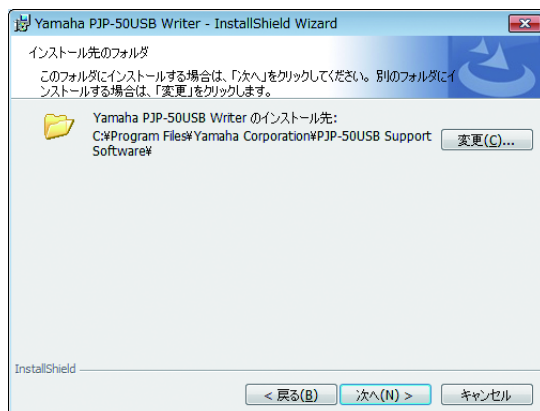 Yamaha PJP-50USB Writer - InstallShield Wizard
インストール先のフォルダ
このフォルダにインストールする場合は、「次へ」をクリックしてください。別のフォルダにイ
ンストールする場合は、「変更」をクリックします。
Yamaha PJP-50USB Writer のインストール先:
C:¥Program Files¥Yamaha Corporation¥PJP-50USB Support
Software¥
変更(C)...
InstallShield
< 戻る(B)
次へ(N) >
キャンセル